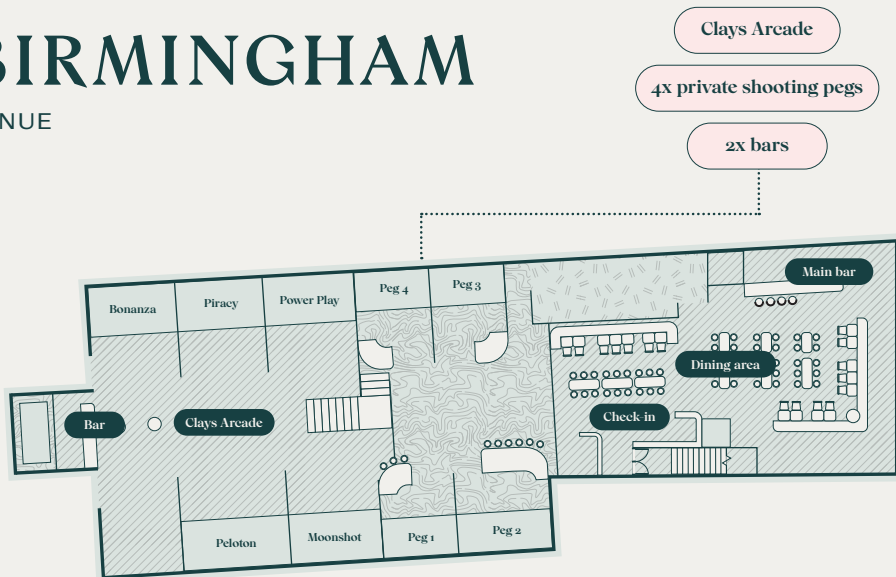 BIRMINGHAM
NUE
Clays Arcade
4x private shooting pegs
2x bars
Main bar
Peg 3
Peg 4
Power Play
Piracy
Bonanza
Dining area
Check-in
Bar
Clays Arcade
Peg 2
Peg 1
Moonshot
Peloton